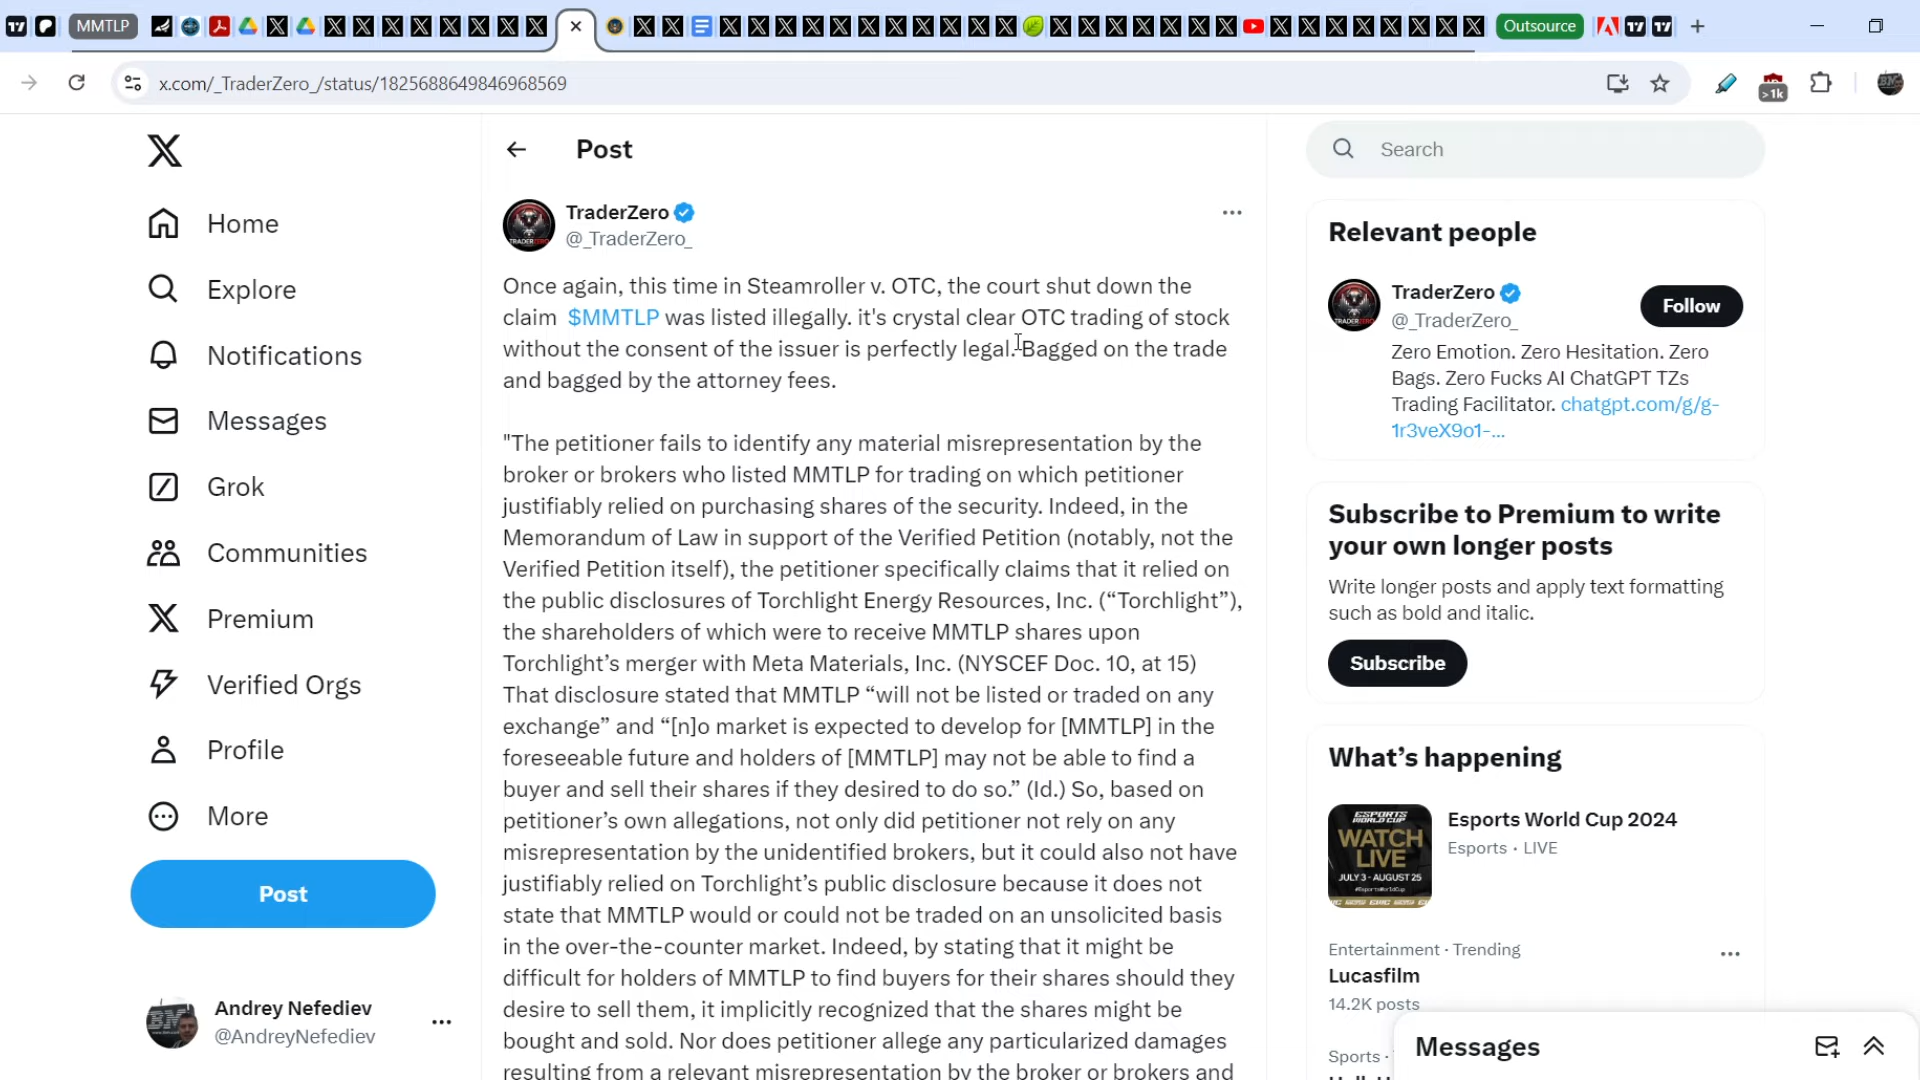 MMTLP
Outsource
x.com/_TraderZero_/status/1825688649846968569
>1k
Post
Search
Home
Explore
Notifications
Messages
Grok
Communities
Premium
Verified Orgs
Profile
More
Post
Andrey Nefediev
@AndreyNefediev
TraderZero
@_TraderZero_
Once again, this time in Steamroller v. OTC, the court shut down the
claim $MMTLP was listed illegally. it's crystal clear OTC trading of stock
without the consent of the issuer is perfectly legal. Bagged on the trade
and bagged by the attorney fees.
"The petitioner fails to identify any material misrepresentation by the
broker or brokers who listed MMTLP for trading on which petitioner
justifiably relied on purchasing shares of the security. Indeed, in the
Memorandum of Law in support of the Verified Petition (notably, not the
Verified Petition itself), the petitioner specifically claims that it relied on
the public disclosures of Torchlight Energy Resources, Inc. (“Torchlight”),
the shareholders of which were to receive MMTLP shares upon
Torchlight’s merger with Meta Materials, Inc. (NYSCEF Doc. 10, at 15)
That disclosure stated that MMTLP “will not be listed or traded on any
exchange” and “[n]o market is expected to develop for [MMTLP] in the
foreseeable future and holders of [MMTLP] may not be able to find a
buyer and sell their shares if they desired to do so.” (Id.) So, based on
petitioner’s own allegations, not only did petitioner not rely on any
misrepresentation by the unidentified brokers, but it could also not have
justifiably relied on Torchlight’s public disclosure because it does not
state that MMTLP would or could not be traded on an unsolicited basis
in the over-the-counter market. Indeed, by stating that it might be
difficult for holders of MMTLP to find buyers for their shares should they
desire to sell them, it implicitly recognized that the shares might be
bought and sold. Nor does petitioner allege any particularized damages
resulting from a relevant misrepresentation by the broker or brokers and
Relevant people
TraderZero
@_TraderZero_
Follow
Zero Emotion. Zero Hesitation. Zero
Bags. Zero Fucks AI ChatGPT TZs
Trading Facilitator. chatgpt.com/g/g-
1r3veX9o1-...
Subscribe to Premium to write
your own longer posts
Write longer posts and apply text formatting
such as bold and italic.
Subscribe
What’s happening
ESPORTS
WORLD CUP
WATCH
LIVE
JULY 3 - AUGUST 25
Esports World Cup 2024
Esports · LIVE
Entertainment · Trending
Lucasfilm
14.2K posts
Sports ·
Messages